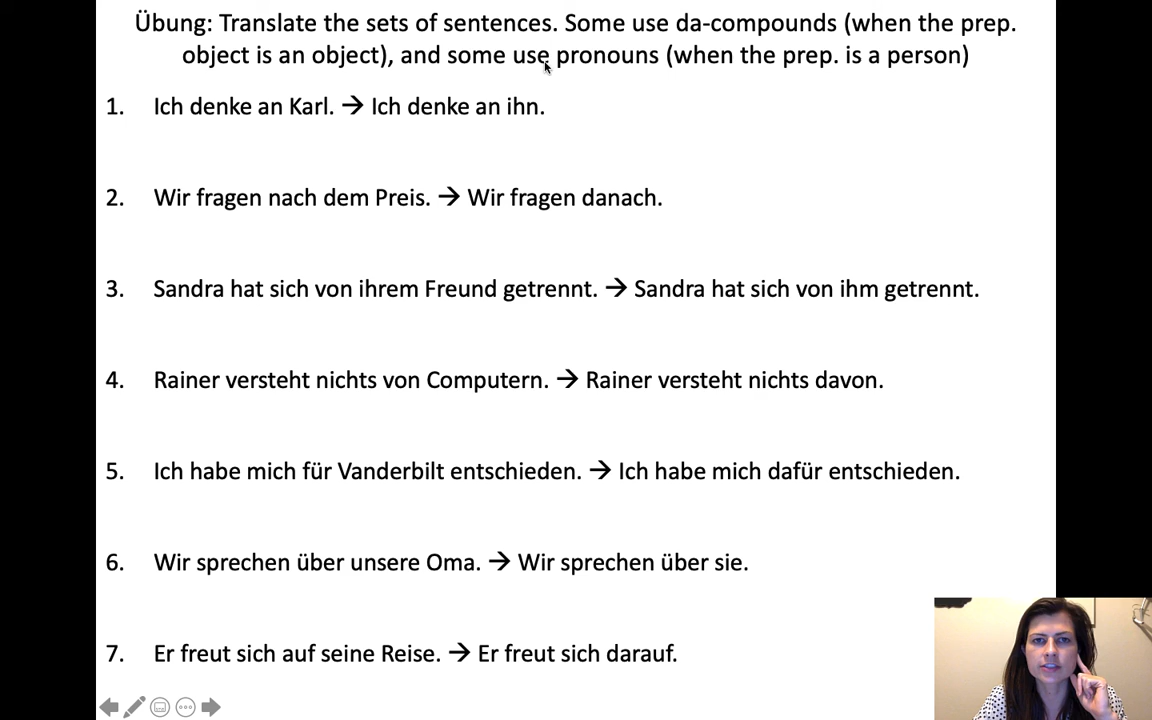 Übung: Translate the sets of sentences. Some use da-compounds (when the prep.
object is an object), and some use pronouns (when the prep. is a person)
1. Ich denke an Karl. → Ich denke an ihn.
2. Wir fragen nach dem Preis. → Wir fragen danach.
3. Sandra hat sich von ihrem Freund getrennt. → Sandra hat sich von ihm getrennt.
4. Rainer versteht nichts von Computern. → Rainer versteht nichts davon.
5. Ich habe mich für Vanderbilt entschieden. → Ich habe mich dafür entschieden.
6. Wir sprechen über unsere Oma. → Wir sprechen über sie.
7. Er freut sich auf seine Reise. → Er freut sich darauf.